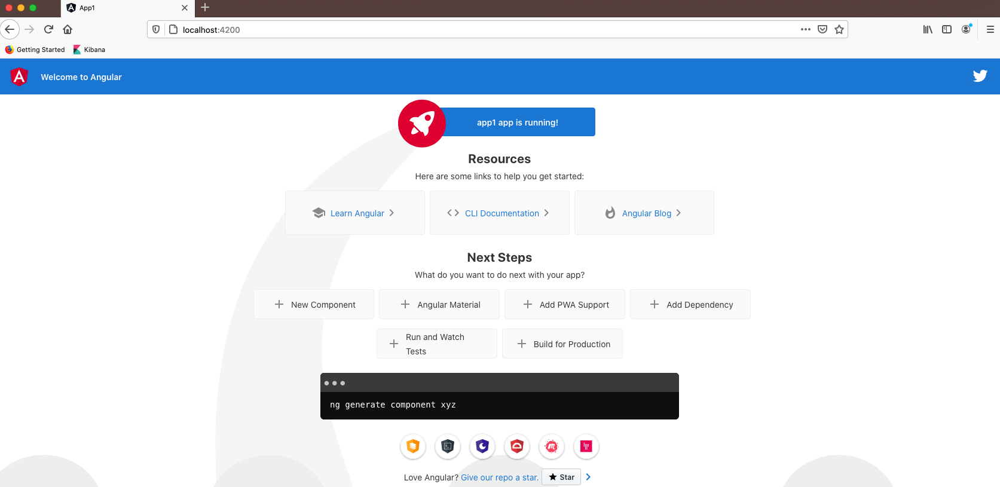 App1
localhost:4200
Getting Started
Kibana
Welcome to Angular
app1 app is running!
Resources
Here are some links to help you get started:
Learn Angular
CLI Documentation
Angular Blog
Next Steps
What do you want to do next with your app?
New Component
Angular Material
Add PWA Support
Add Dependency
Run and Watch
Tests
Build for Production
ng generate component xyz
Love Angular? Give our repo a star. Star